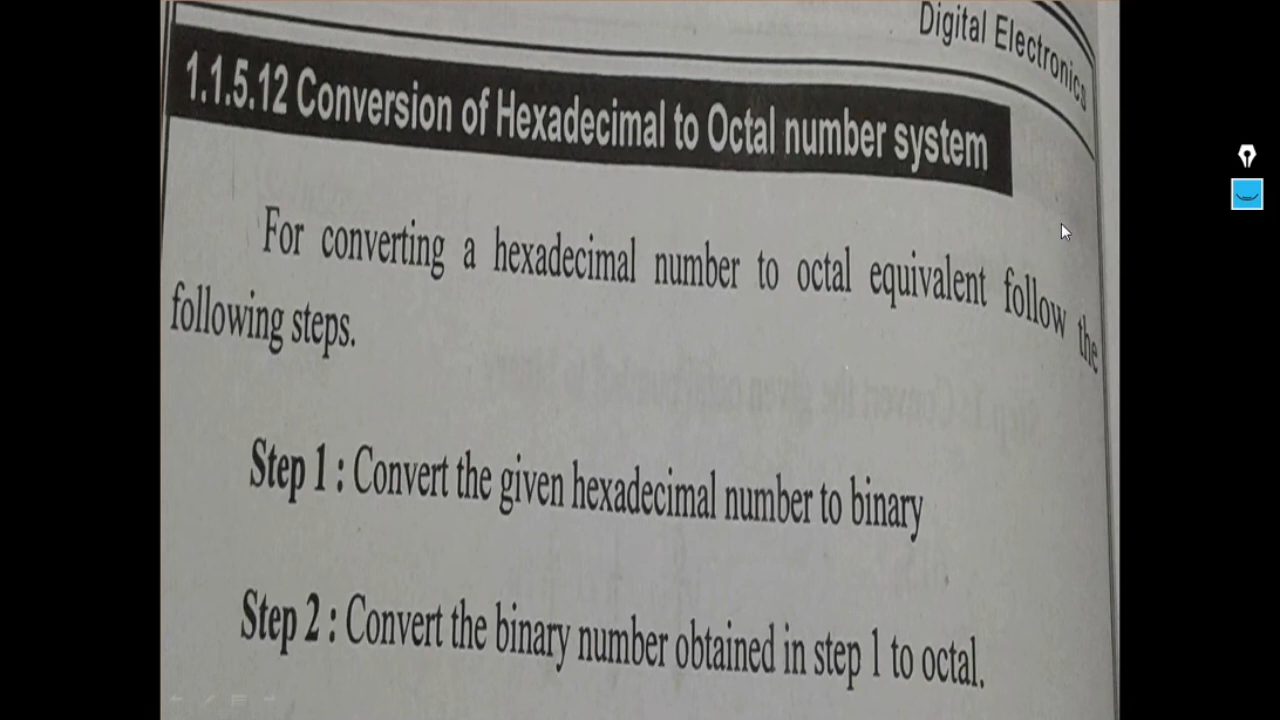 Digital Electronics
1.1.5.12 Conversion of Hexadecimal to Octal number system
For converting a hexadecimal number to octal equivalent follow the
following steps.
Step 1 : Convert the given hexadecimal number to binary
Step 2 : Convert the binary number obtained in step 1 to octal.